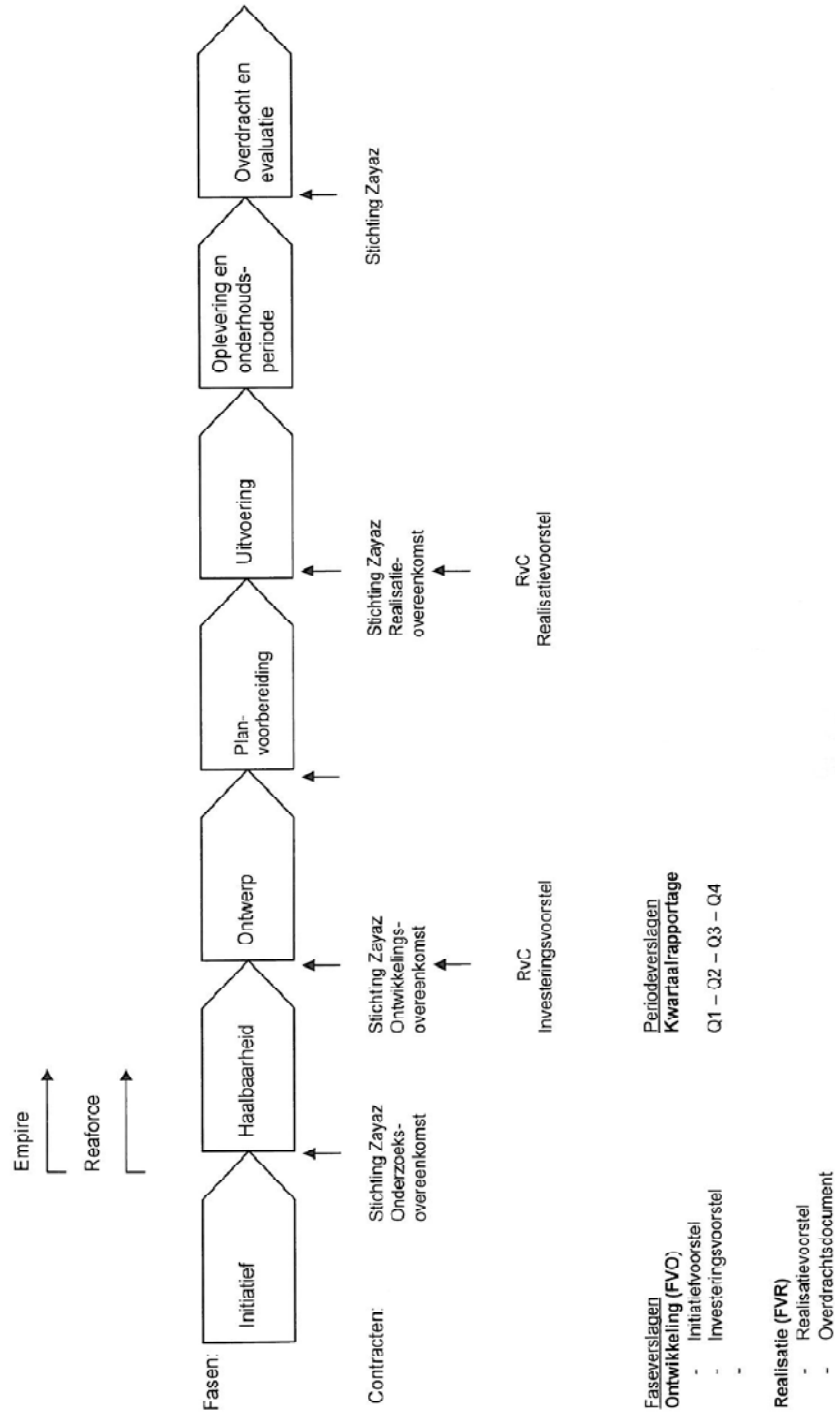 Empire
Reaforce
Fasen:
Initiatief
Haalbaarheid
Ontwerp
Plan-
voorbereiding
Uitvoering
Oplevering en
onderhouds-
periode
Overdracht en
evaluatie
Contracten:
Stichting Zayaz
Onderzoeks-
overeenkomst
Stichting Zayaz
Ontwikkelings-
overeenkomst
Stichting Zayaz
Realisatie-
overeenkomst
Stichting Zayaz
RvC
Investeringsvoorstel
RvC
Realisatievoorstel
Faseverslagen
Ontwikkeling (FVO)
- Initiatiefvoorstel
- Investeringsvoorstel
-
Realisatie (FVR)
- Realisatievoorstel
- Overdrachtsdocument
Periodeverslagen
Kwartaalrapportage
Q1 – Q2 – Q3 – Q4